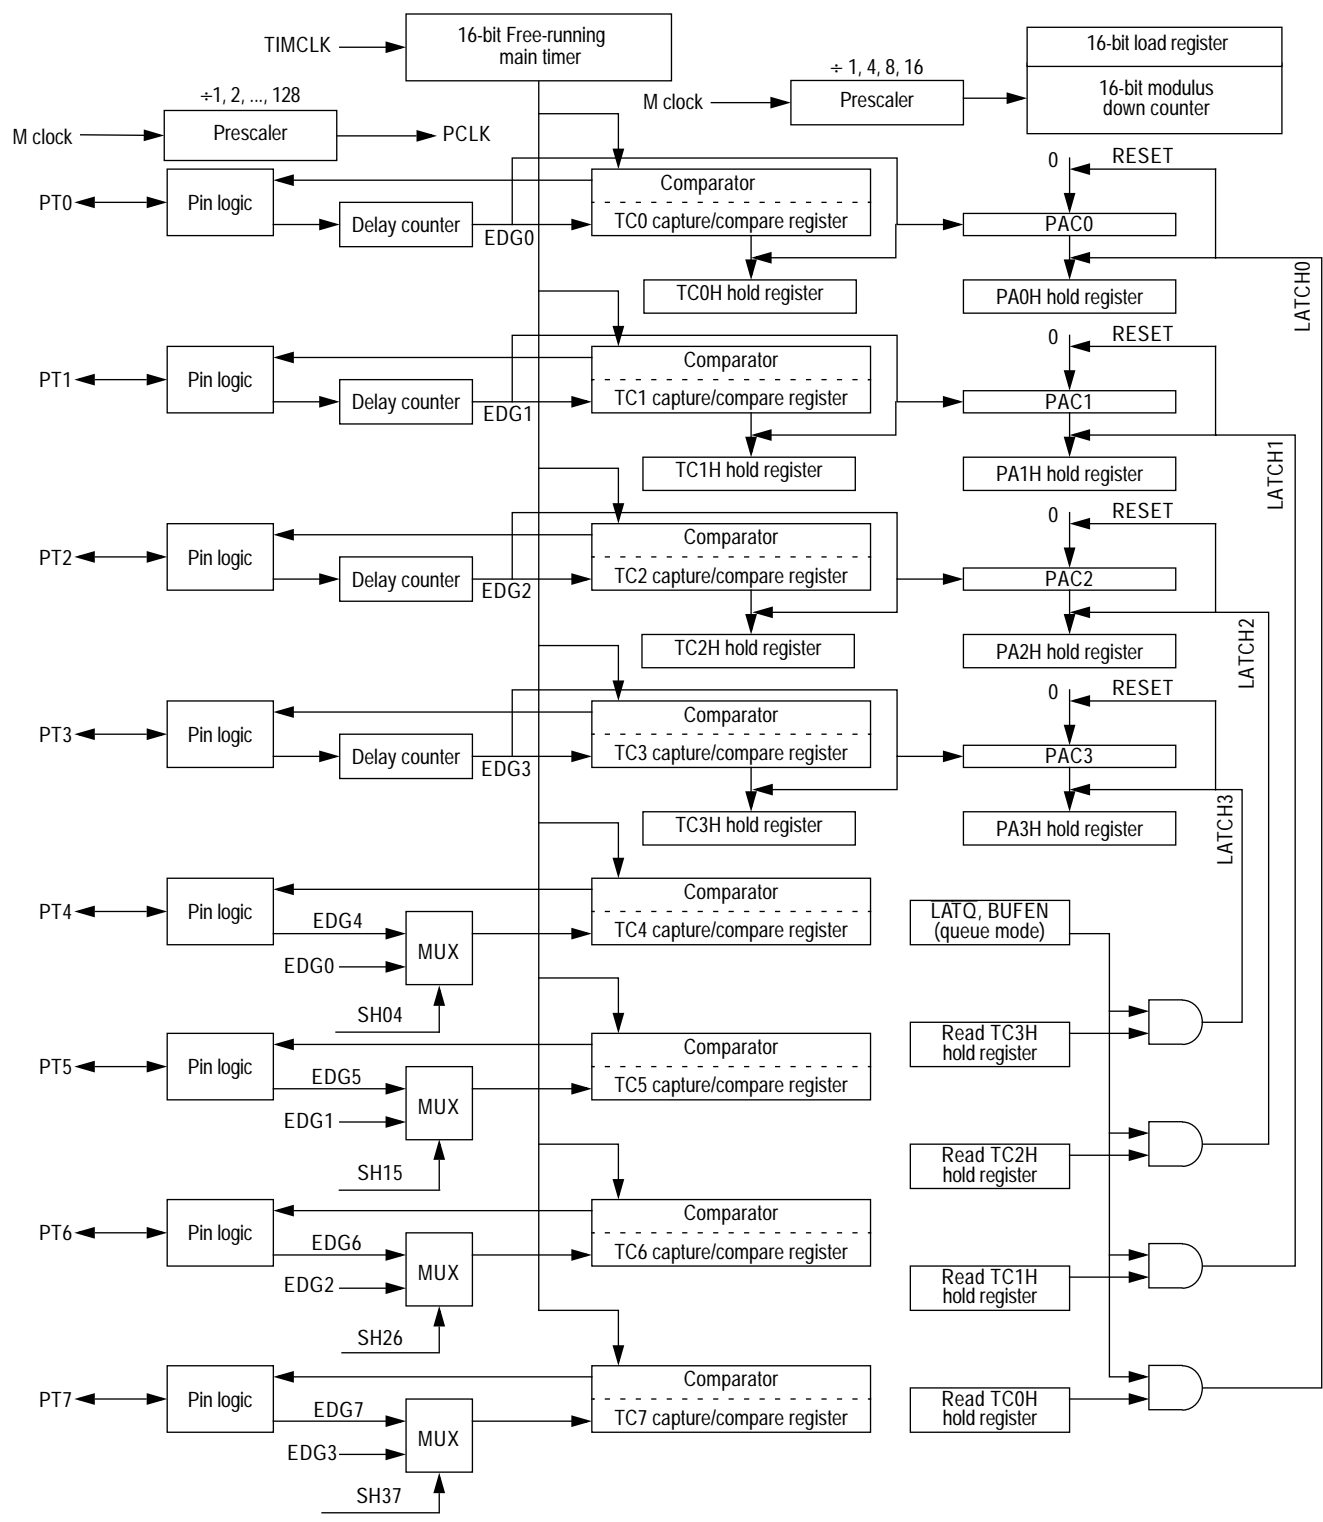 TIMCLK
16-bit Free-running
main timer
÷1, 2, ..., 128
M clock
Prescaler
PCLK
÷ 1, 4, 8, 16
M clock
Prescaler
16-bit load register
16-bit modulus
down counter
PT0
Pin logic
Delay counter
EDG0
Comparator
TC0 capture/compare register
TC0H hold register
0
RESET
PAC0
PA0H hold register
LATCH0
PT1
Pin logic
Delay counter
EDG1
Comparator
TC1 capture/compare register
TC1H hold register
0
RESET
PAC1
PA1H hold register
LATCH1
PT2
Pin logic
Delay counter
EDG2
Comparator
TC2 capture/compare register
TC2H hold register
0
RESET
PAC2
PA2H hold register
LATCH2
PT3
Pin logic
Delay counter
EDG3
Comparator
TC3 capture/compare register
TC3H hold register
0
RESET
PAC3
PA3H hold register
LATCH3
PT4
Pin logic
EDG4
EDG0
MUX
SH04
Comparator
TC4 capture/compare register
LATQ, BUFEN
(queue mode)
PT5
Pin logic
EDG5
EDG1
MUX
SH15
Comparator
TC5 capture/compare register
Read TC3H
hold register
Read TC2H
hold register
PT6
Pin logic
EDG6
EDG2
MUX
SH26
Comparator
TC6 capture/compare register
Read TC1H
hold register
PT7
Pin logic
EDG7
EDG3
MUX
SH37
Comparator
TC7 capture/compare register
Read TC0H
hold register